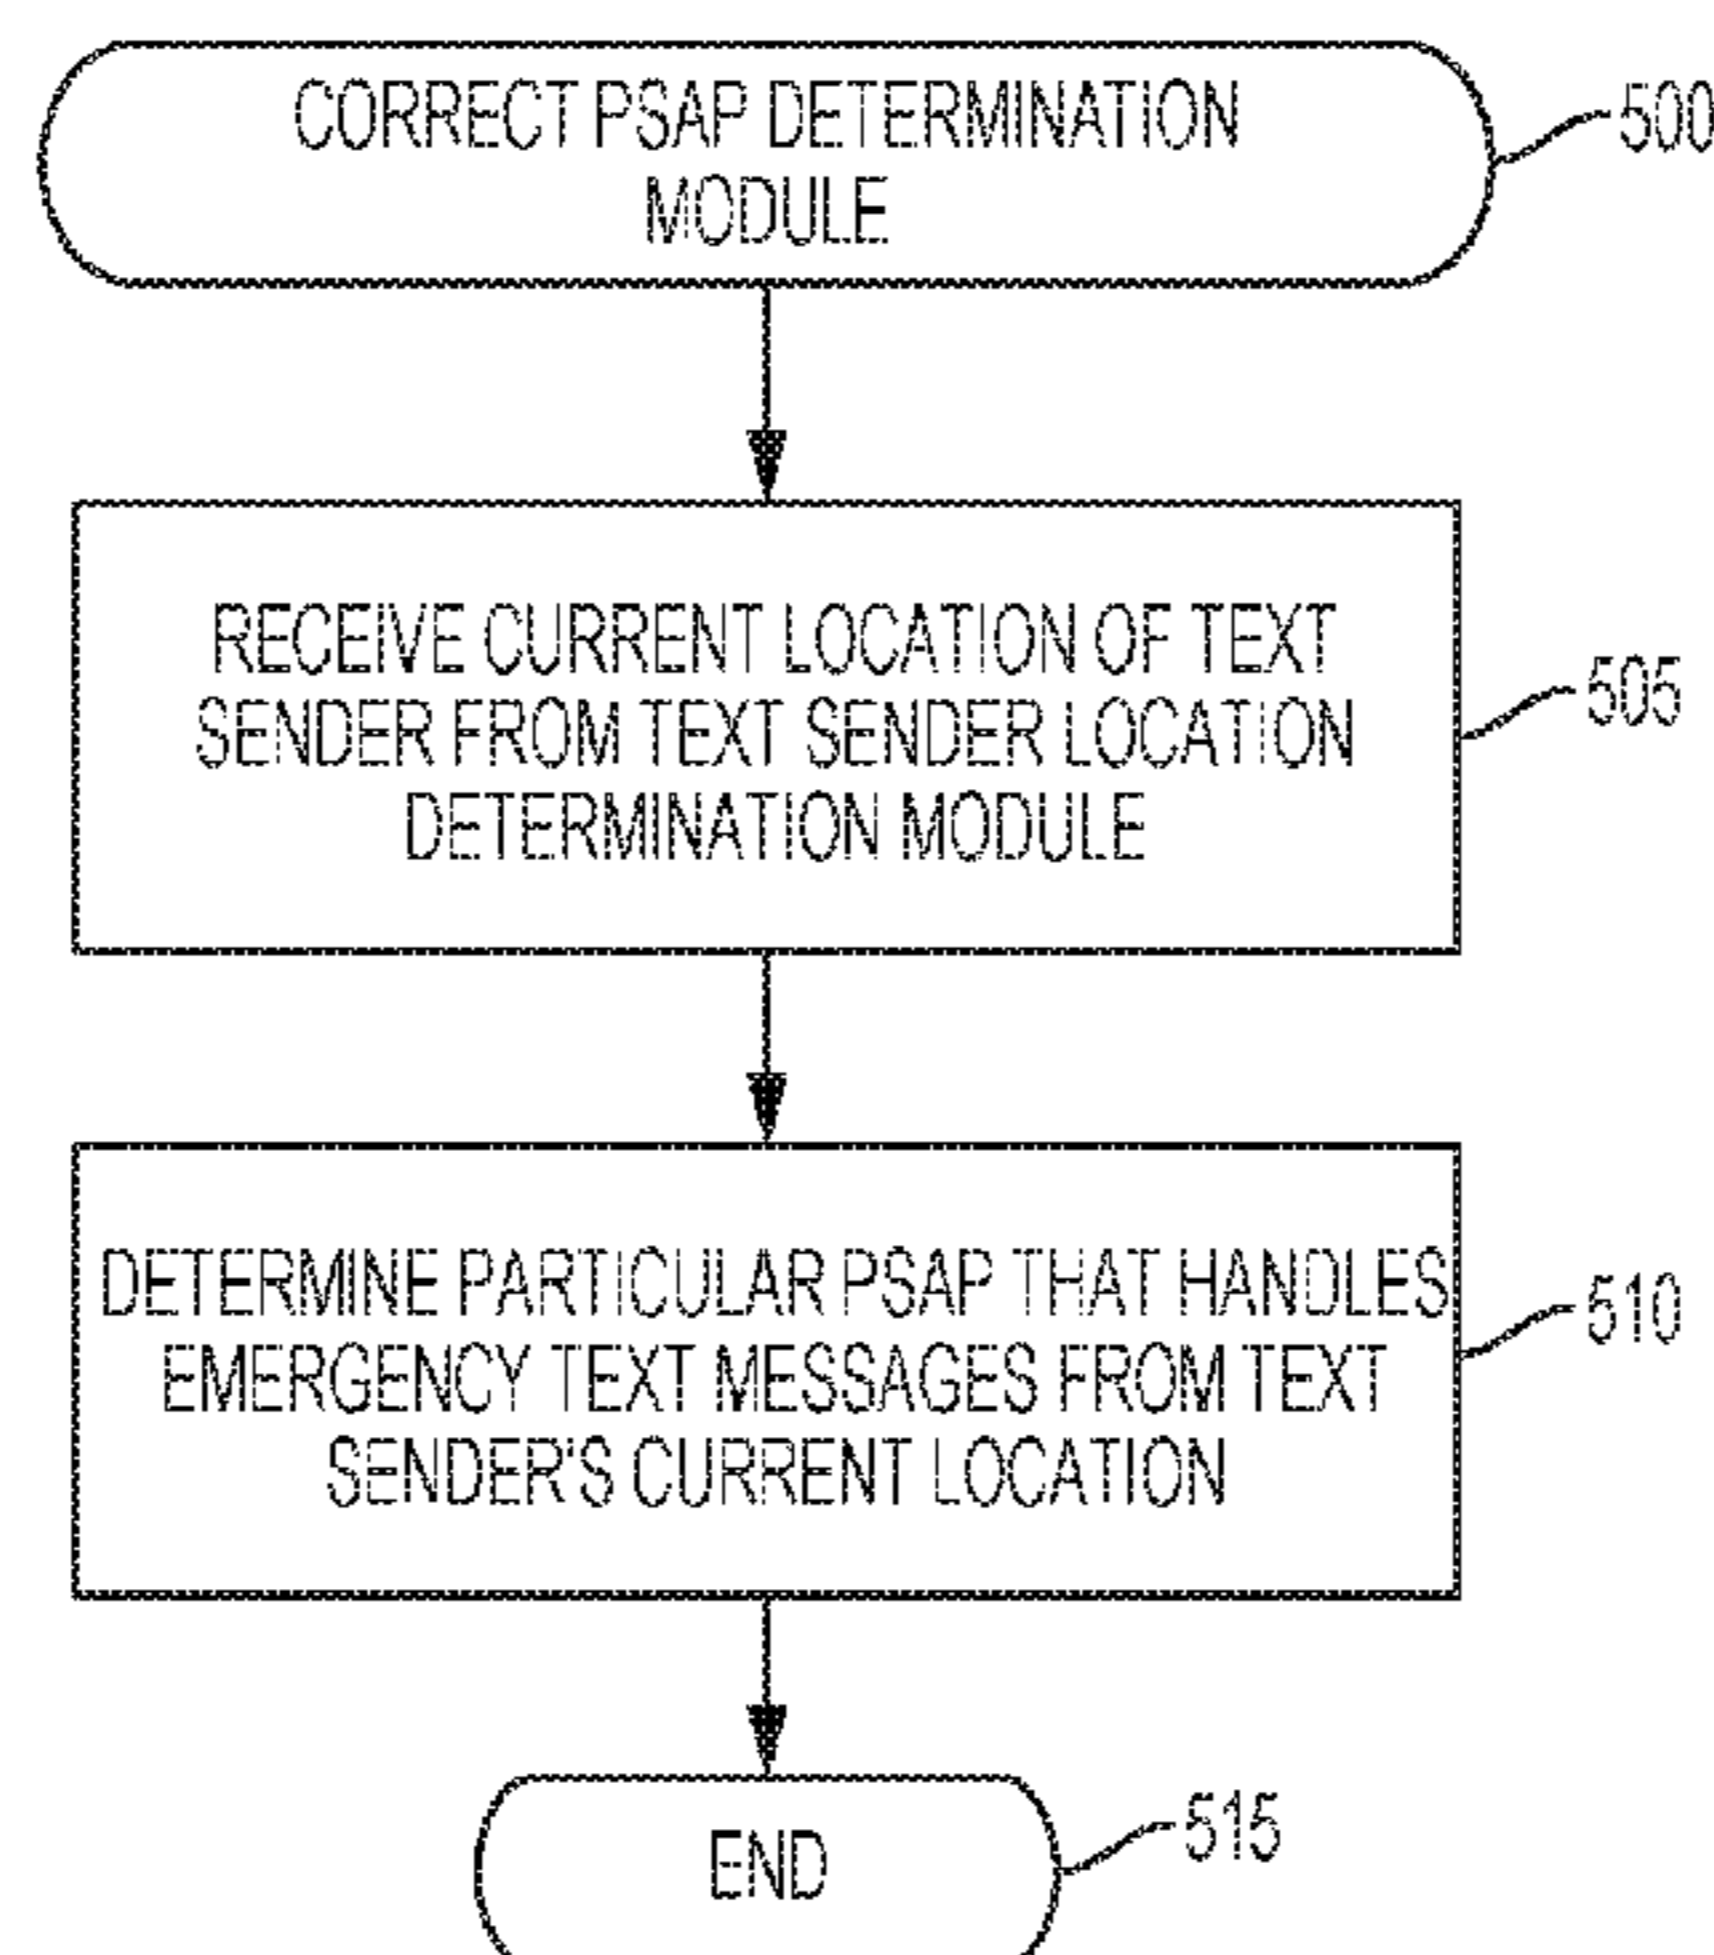 CORRECT PSAP DETERMINATION
MODULE
500
RECEIVE CURRENT LOCATION OF TEXT
SENDER FROM TEXT SENDER LOCATION
DETERMINATION MODULE
505
DETERMINE PARTICULAR PSAP THAT HANDLES
EMERGENCY TEXT MESSAGES FROM TEXT
SENDER'S CURRENT LOCATION
510
END
515